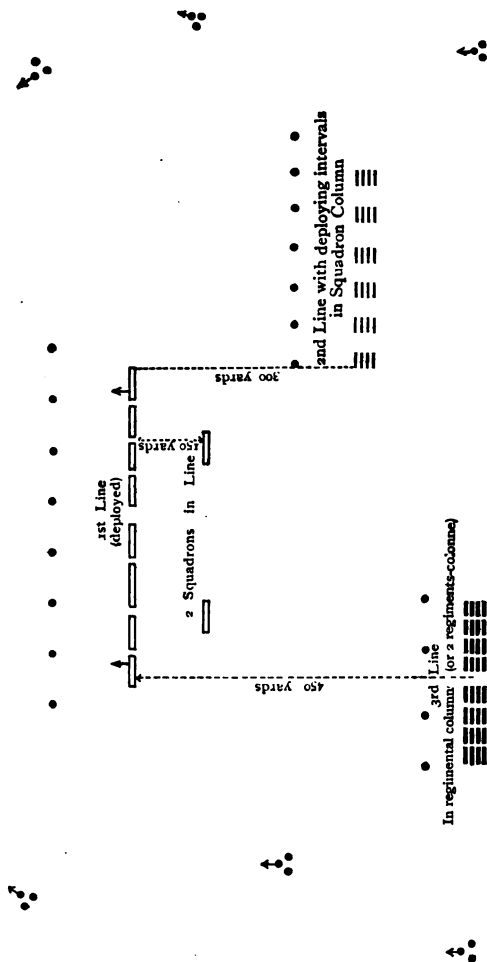 1st Line
(deployed)
150 yards
2 Squadrons in Line
300 yards
2nd Line with deploying intervals
in Squadron Column
450 yards
3rd Line
In regimental column (or 2 regiments-colonne)